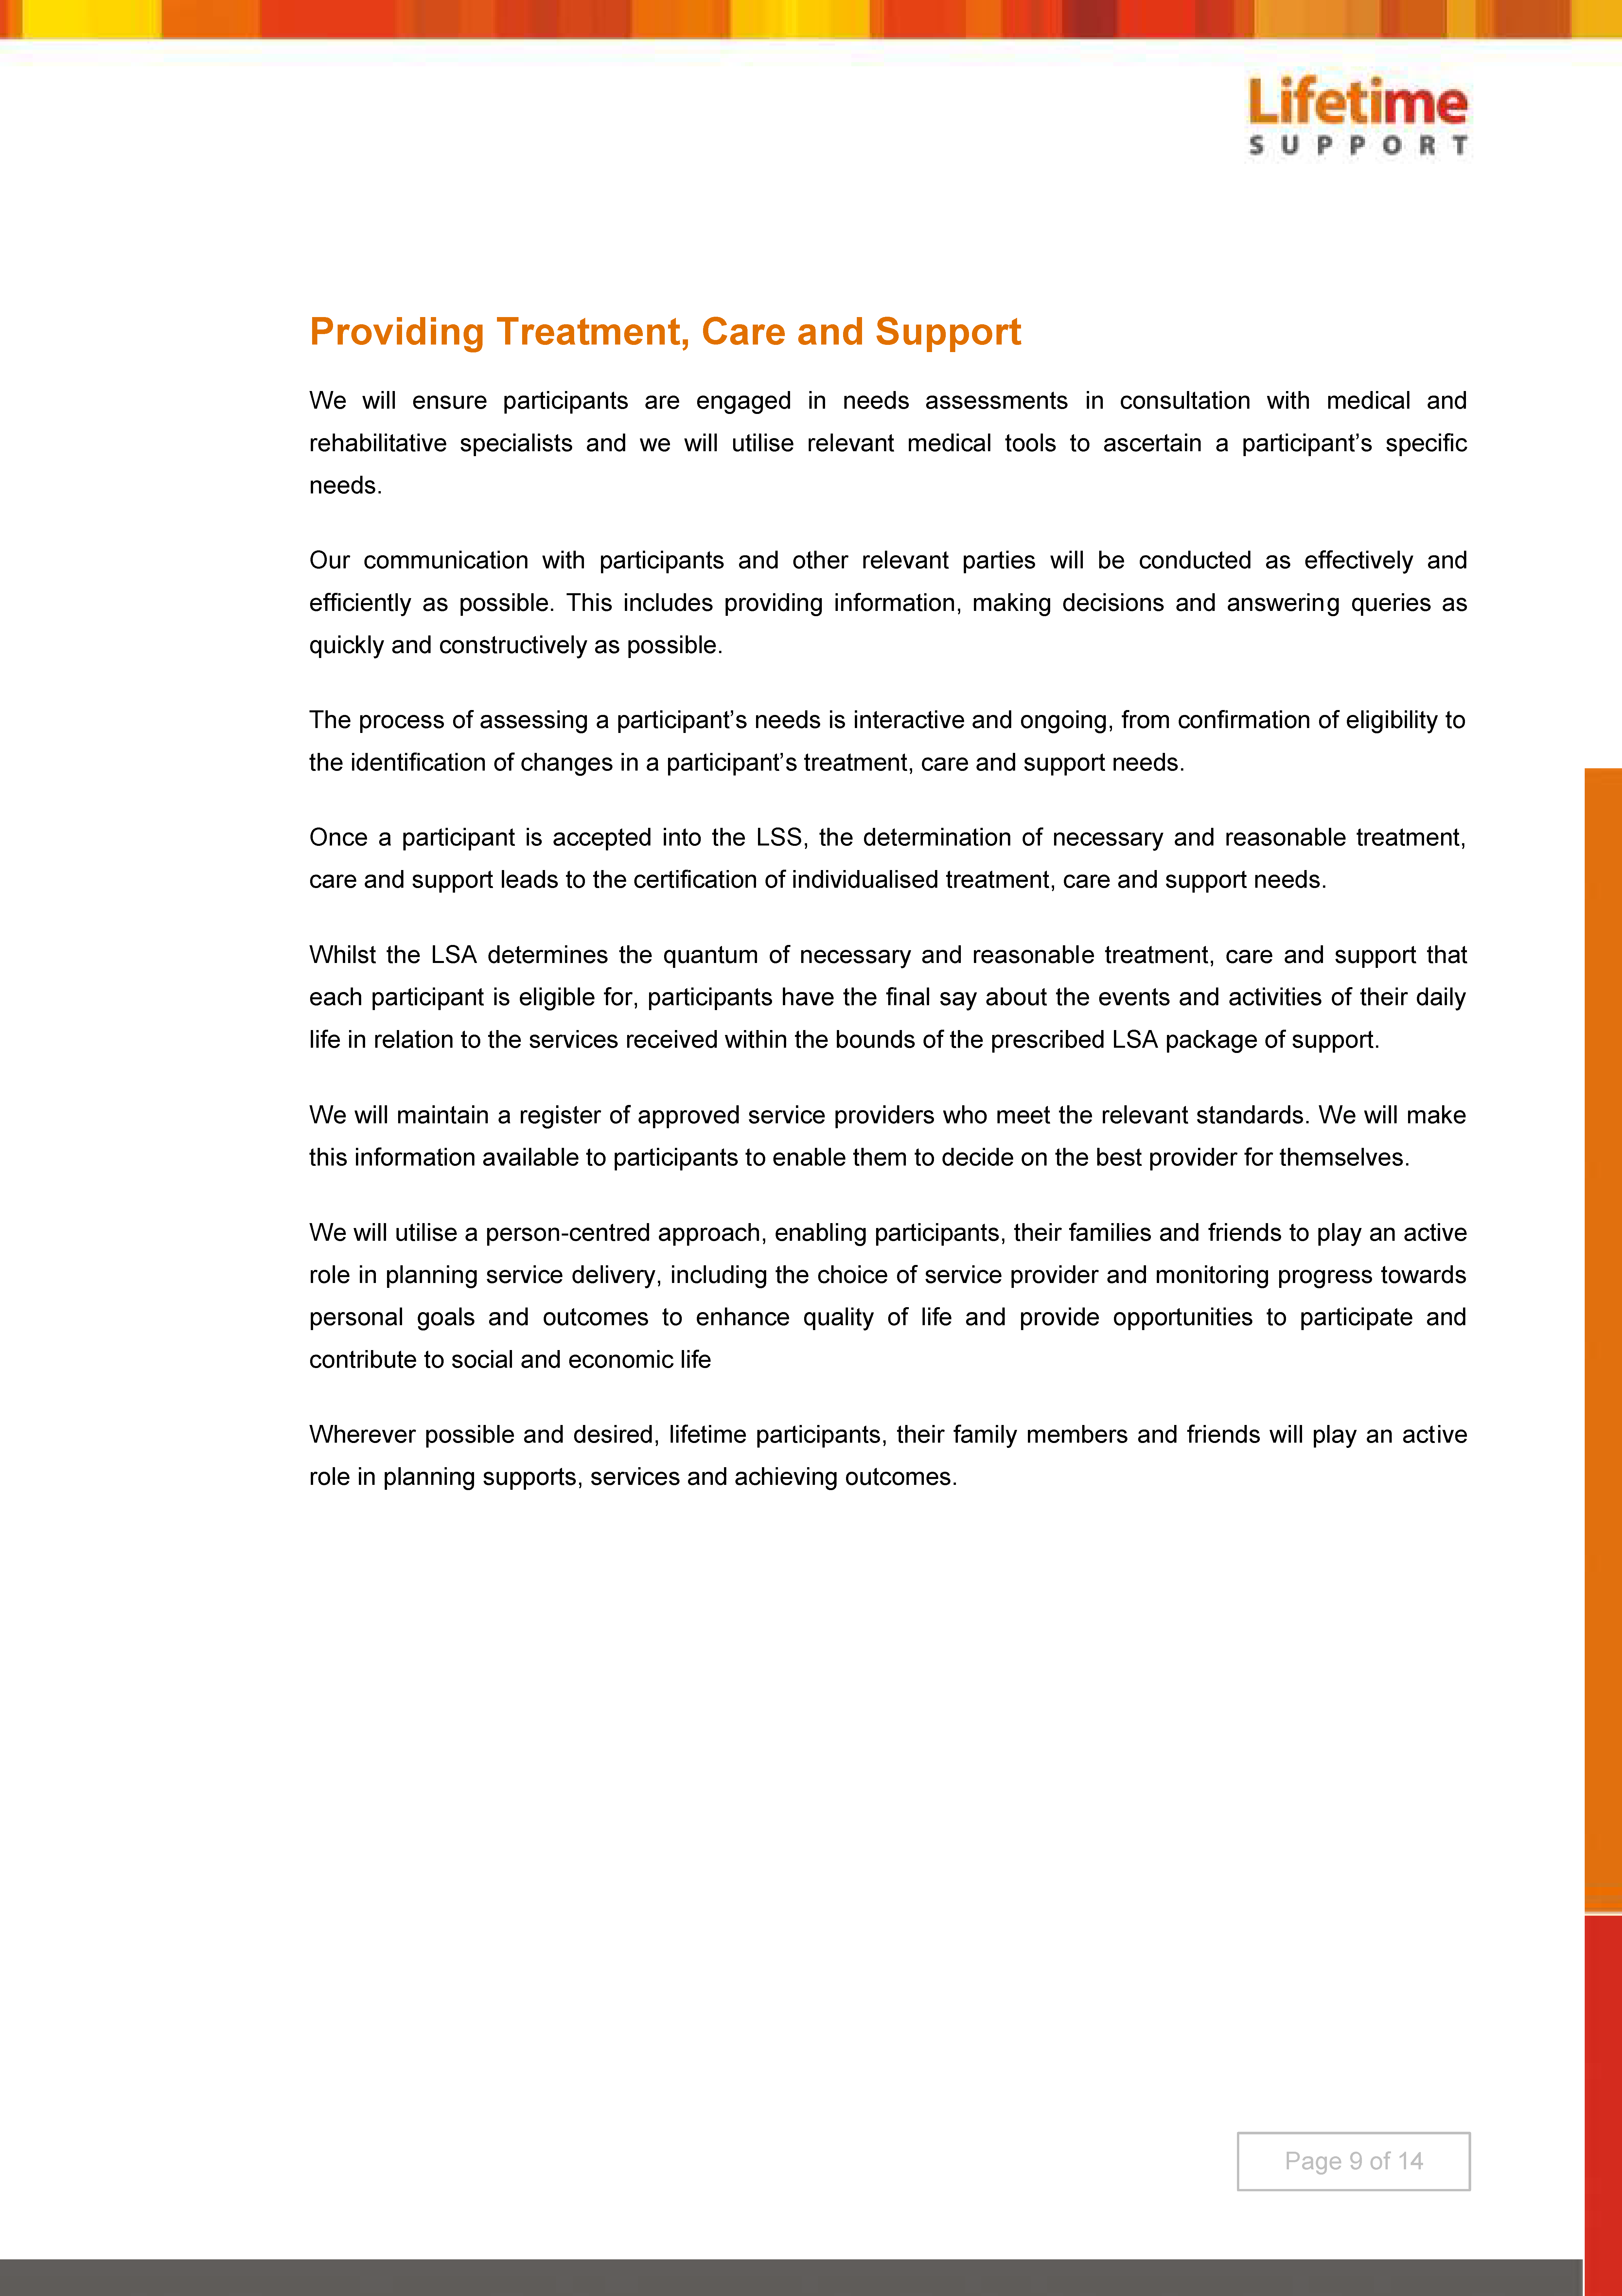 Lifetime
SUPPORT
Providing Treatment, Care and Support
We will ensure participants are engaged in needs assessments in consultation with medical and
rehabilitative specialists and we will utilise relevant medical tools to ascertain a participant’s specific
needs.
Our communication with participants and other relevant parties will be conducted as effectively and
efficiently as possible. This includes providing information, making decisions and answering queries as
quickly and constructively as possible.
The process of assessing a participant’s needs is interactive and ongoing, from confirmation of eligibility to
the identification of changes in a participant’s treatment, care and support needs.
Once a participant is accepted into the LSS, the determination of necessary and reasonable treatment,
care and support leads to the certification of individualised treatment, care and support needs.
Whilst the LSA determines the quantum of necessary and reasonable treatment, care and support that
each participant is eligible for, participants have the final say about the events and activities of their daily
life in relation to the services received within the bounds of the prescribed LSA package of support.
We will maintain a register of approved service providers who meet the relevant standards. We will make
this information available to participants to enable them to decide on the best provider for themselves.
We will utilise a person-centred approach, enabling participants, their families and friends to play an active
role in planning service delivery, including the choice of service provider and monitoring progress towards
personal goals and outcomes to enhance quality of life and provide opportunities to participate and
contribute to social and economic life
Wherever possible and desired, lifetime participants, their family members and friends will play an active
role in planning supports, services and achieving outcomes.
Page 9 of 14